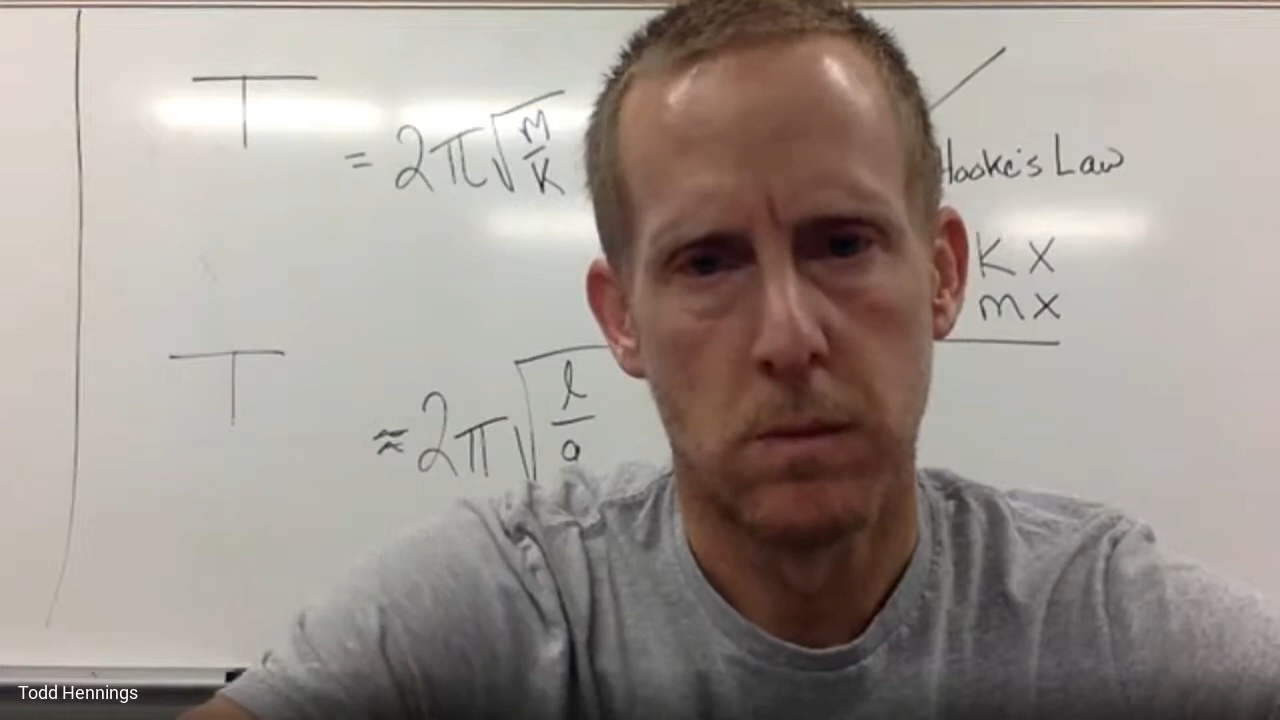 T = 2π√m/K
Hooke's Law
K X
m x
T ≈ 2π√l/g
Todd Hennings